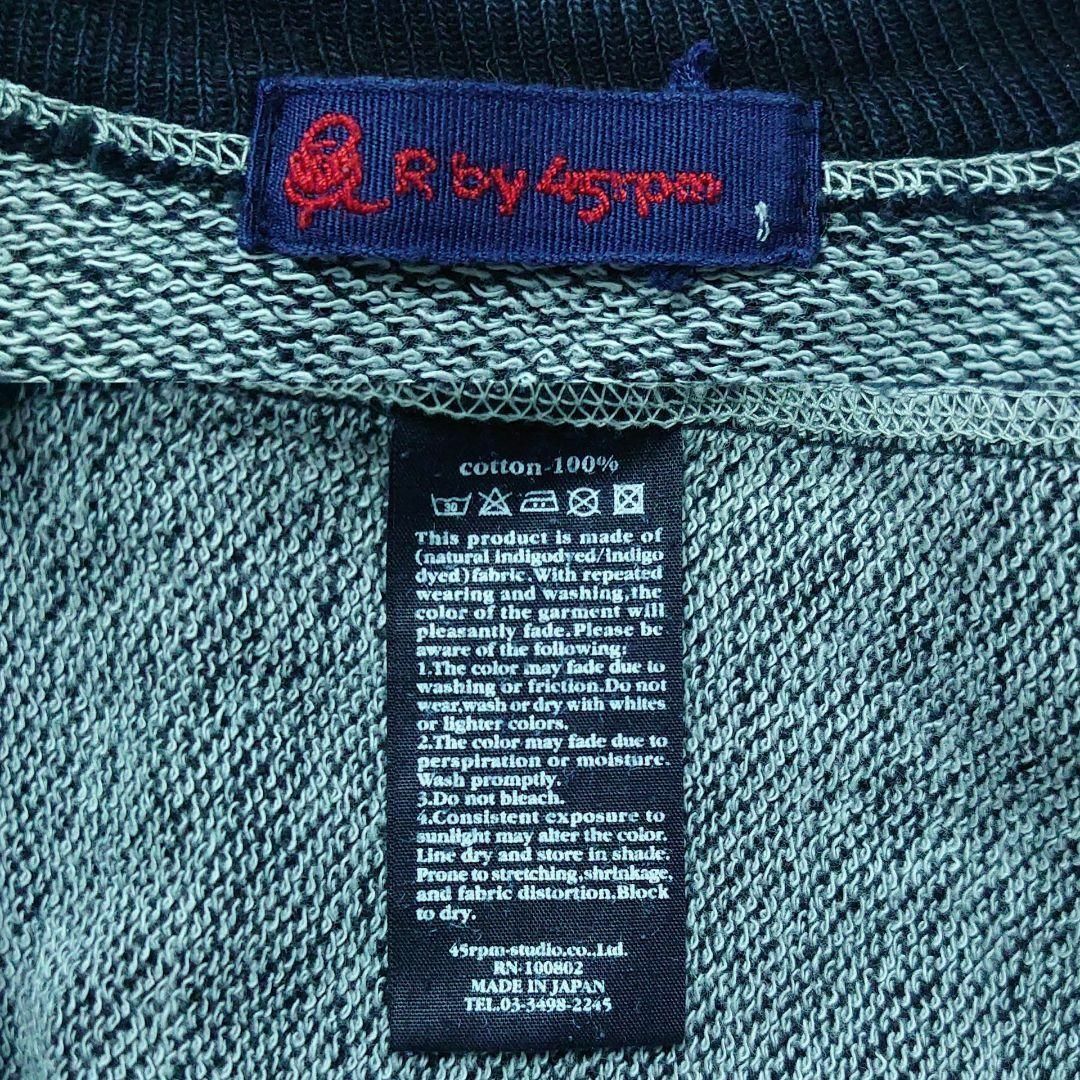 R by 45rpm
cotton-100%
30
This product is made of
(natural indigodyed/indigo
dyed)fabric.With repeated
wearing and washing,the
color of the garment will
pleasantly fade.Please be
aware of the following:
1.The color may fade due to
washing or friction.Do not
wear,wash or dry with whites
or lighter colors.
2.The color may fade due to
perspiration or moisture.
Wash promptly.
3.Do not bleach.
4.Consistent exposure to
sunlight may alter the color.
Line dry and store in shade.
Prone to stretching,shrinkage,
and fabric distortion.Block
to dry.
45rpm-studio.co.,Ltd.
RN-100802
MADE IN JAPAN
TEL.03-3498-2245